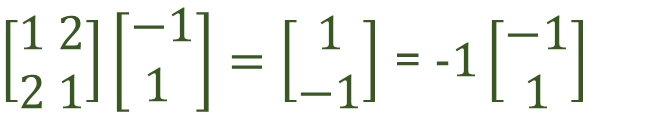 [1 2
2 1] [−1
1] = [1
−1] = -1 [−1
1]